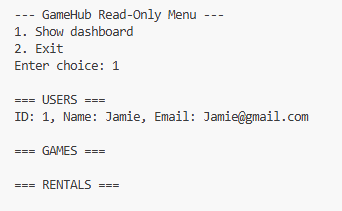 --- GameHub Read-Only Menu ---
1. Show dashboard
2. Exit
Enter choice: 1
=== USERS ===
ID: 1, Name: Jamie, Email: Jamie@gmail.com
=== GAMES ===
=== RENTALS ===